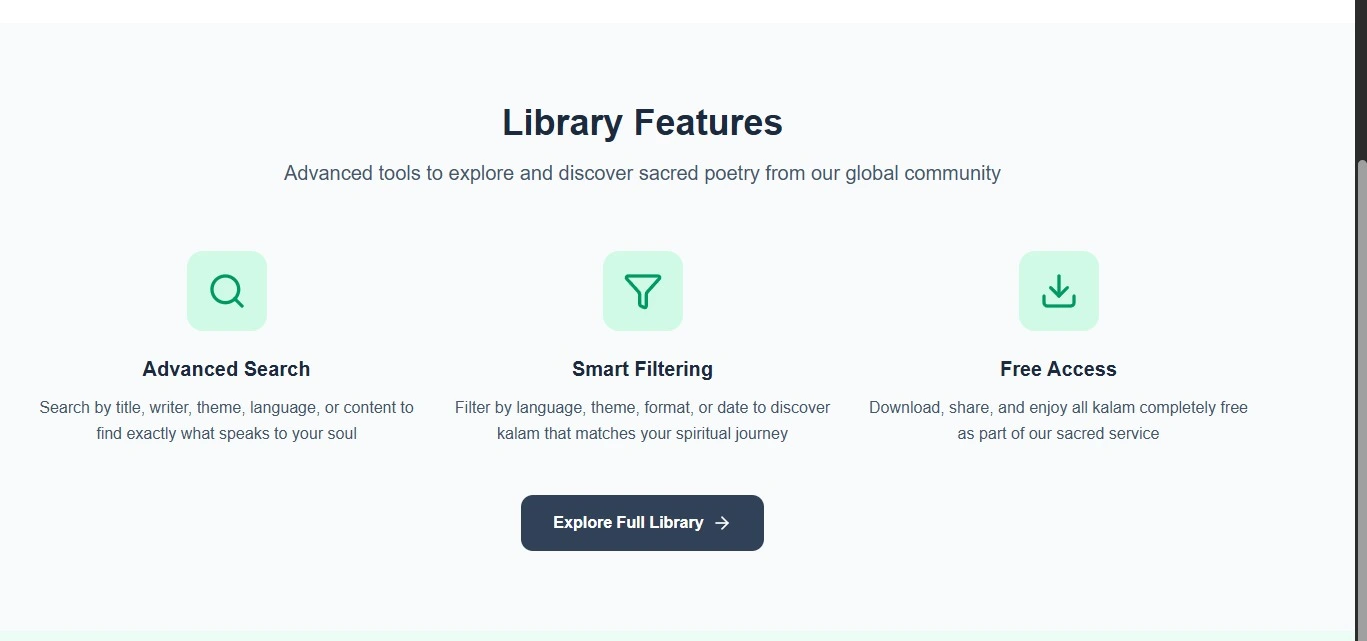 Library Features
Advanced tools to explore and discover sacred poetry from our global community
Advanced Search
Search by title, writer, theme, language, or content to
find exactly what speaks to your soul
Smart Filtering
Filter by language, theme, format, or date to discover
kalam that matches your spiritual journey
Free Access
Download, share, and enjoy all kalam completely free
as part of our sacred service
Explore Full Library